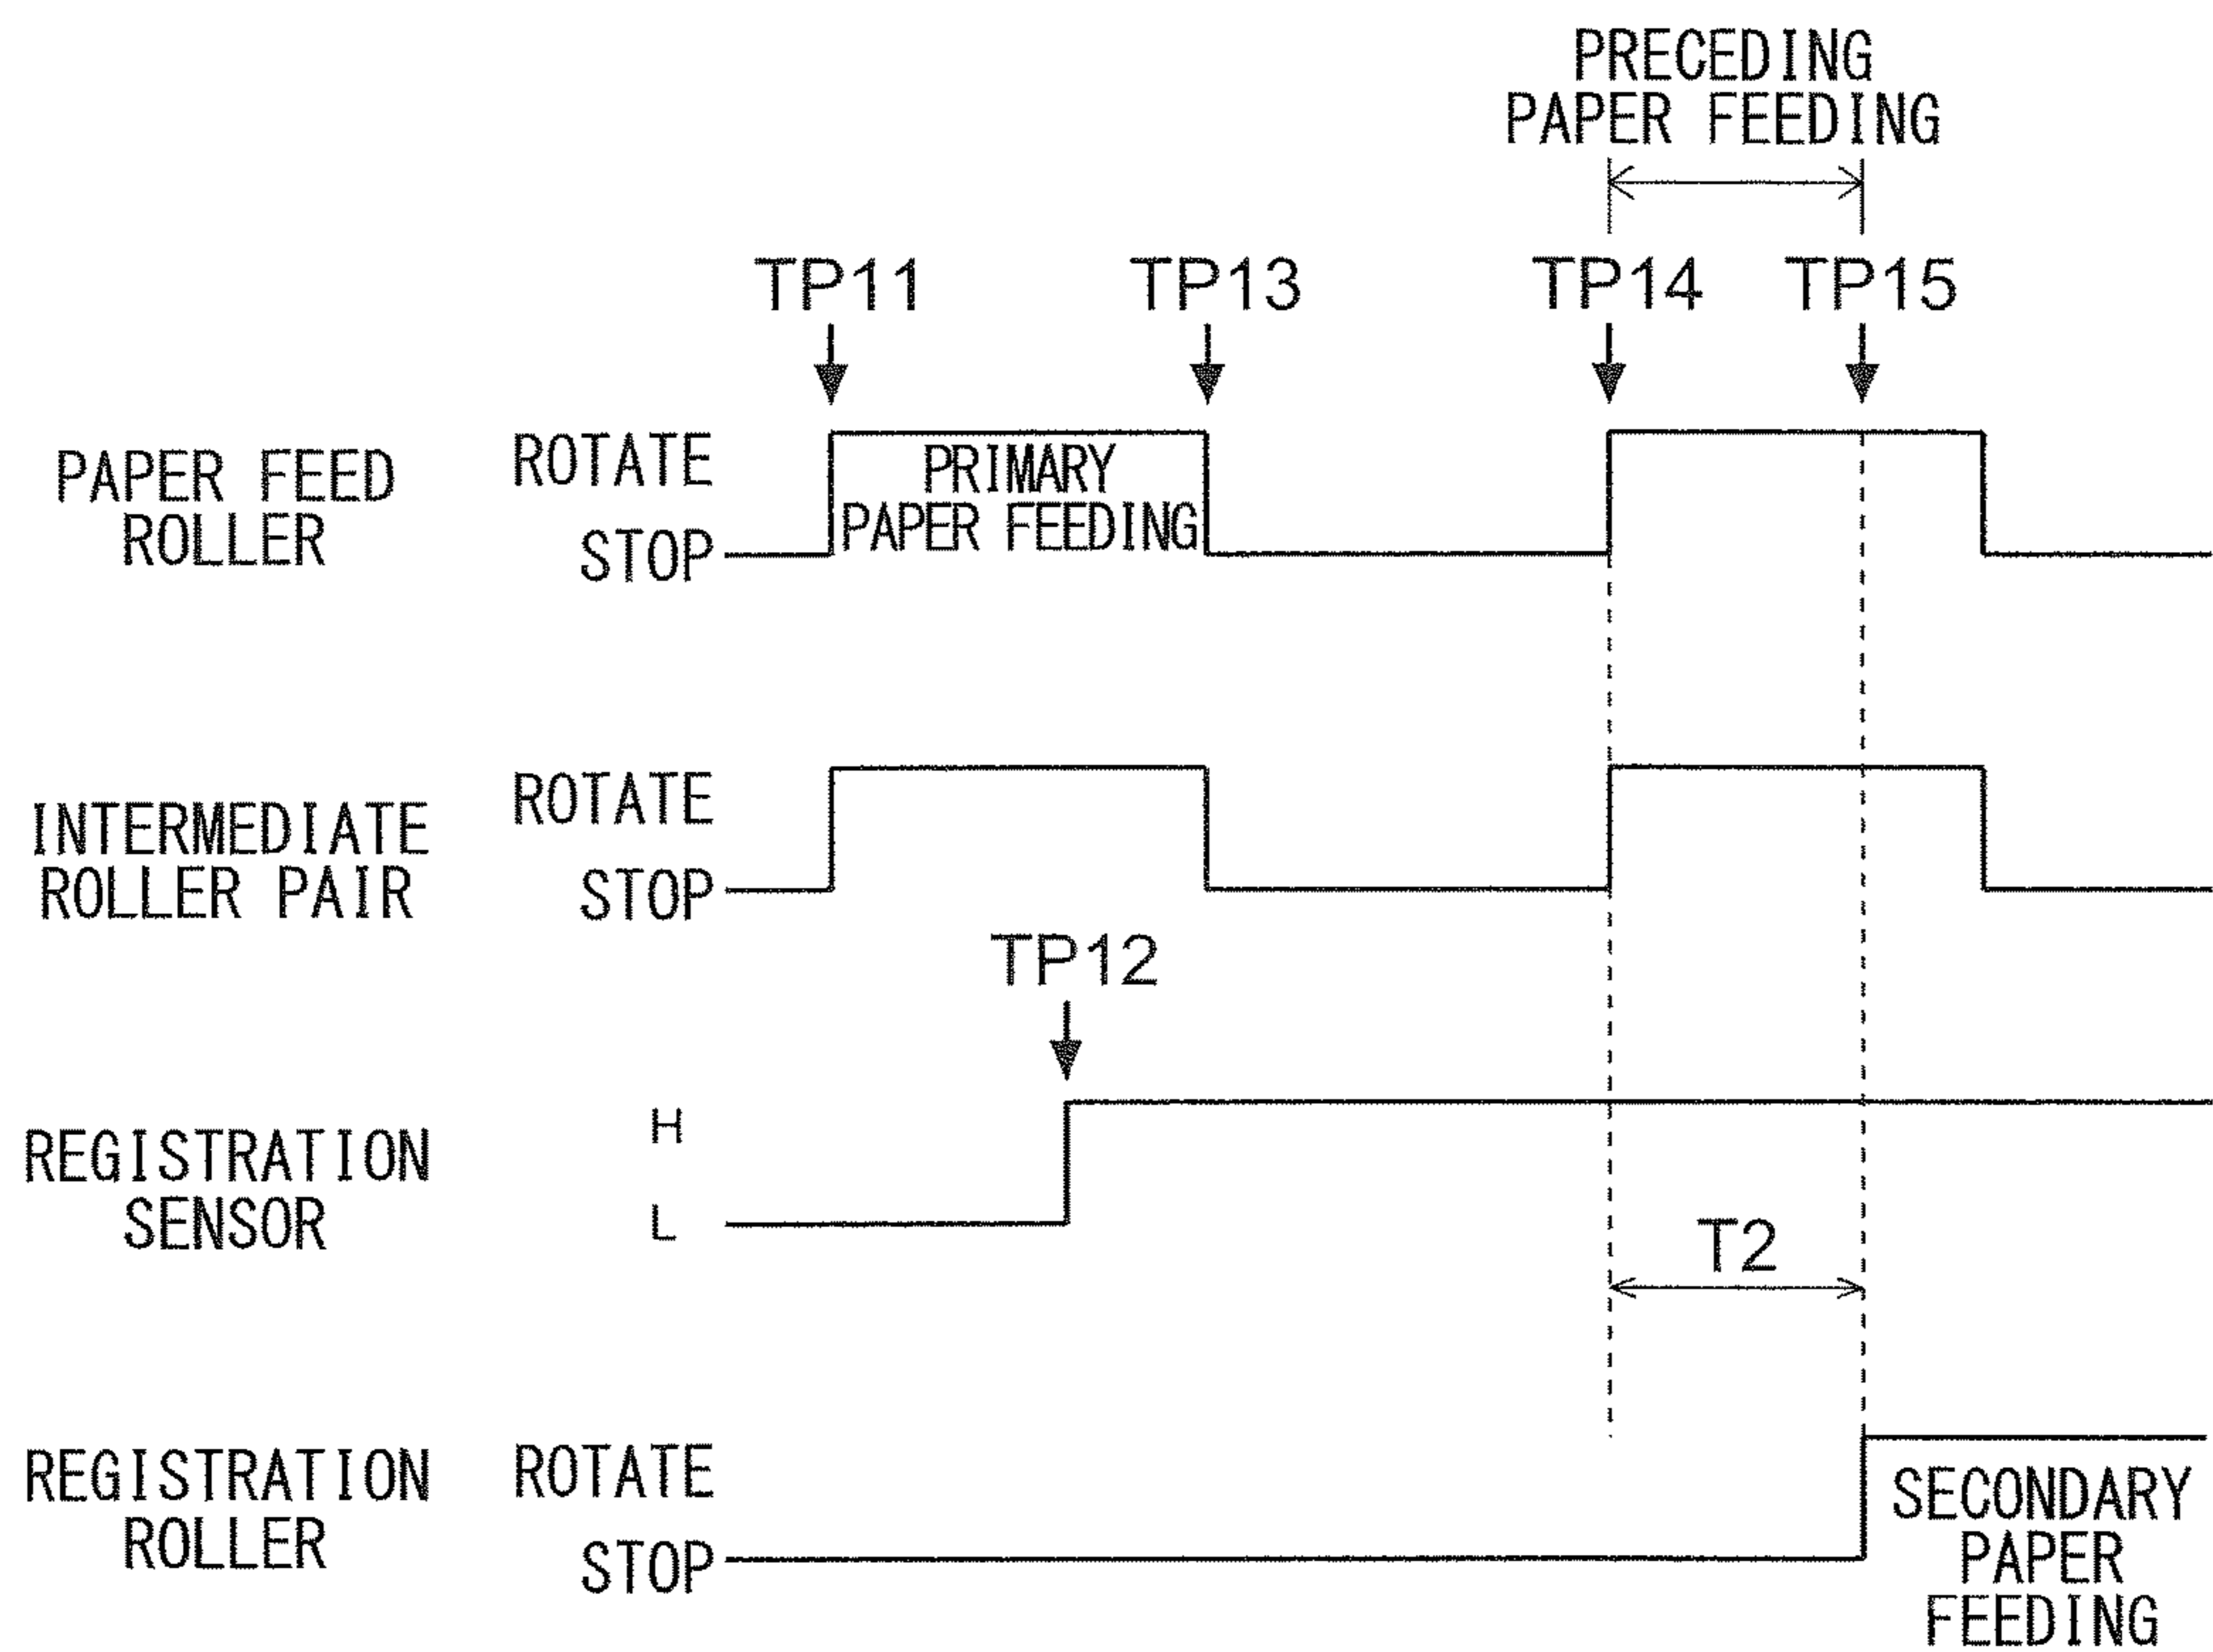 PRECEDING
PAPER FEEDING
TP11
TP13
TP14
TP15
PAPER FEED
ROLLER
ROTATE
STOP
PRIMARY
PAPER FEEDING
INTERMEDIATE
ROLLER PAIR
ROTATE
STOP
TP12
REGISTRATION
SENSOR
H
L
T2
REGISTRATION
ROLLER
ROTATE
STOP
SECONDARY
PAPER
FEEDING